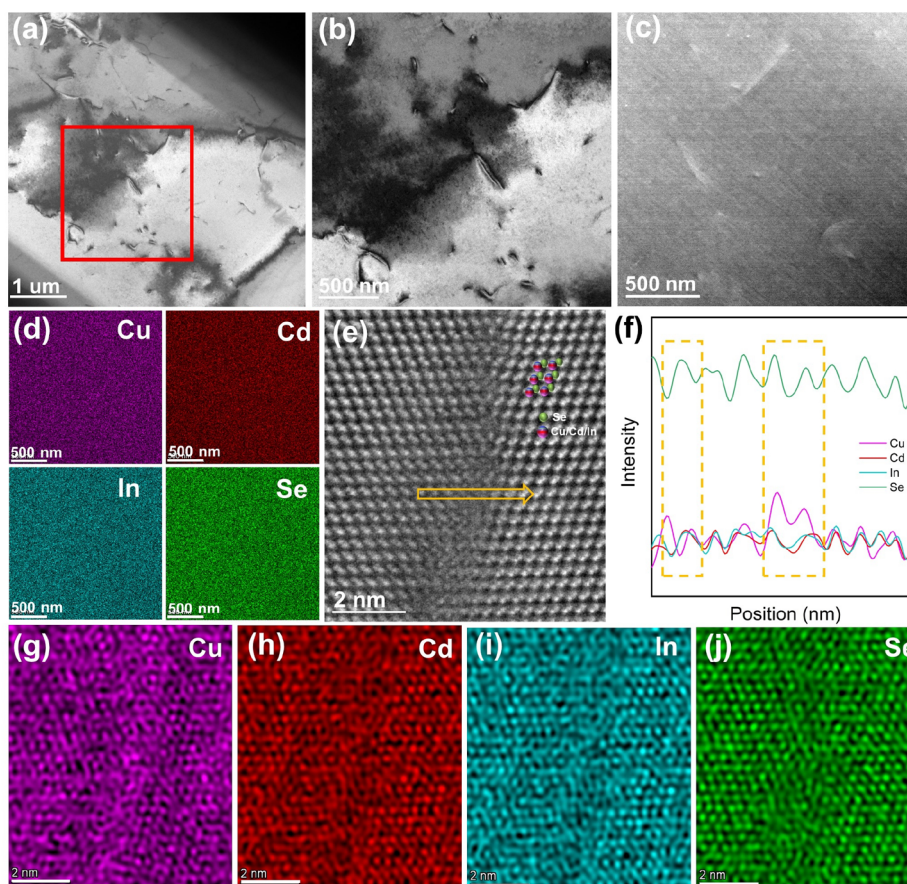 (a)
1 um
(b)
500 nm
(c)
500 nm
(d)
Cu
500 nm
Cd
500 nm
In
500 nm
Se
500 nm
(e)
Se
Cu/Cd/In
2 nm
(f)
Intensity
Cu
Cd
In
Se
Position (nm)
(g)
Cu
2 nm
(h)
Cd
2 nm
(i)
In
2 nm
(j)
Se
2 nm